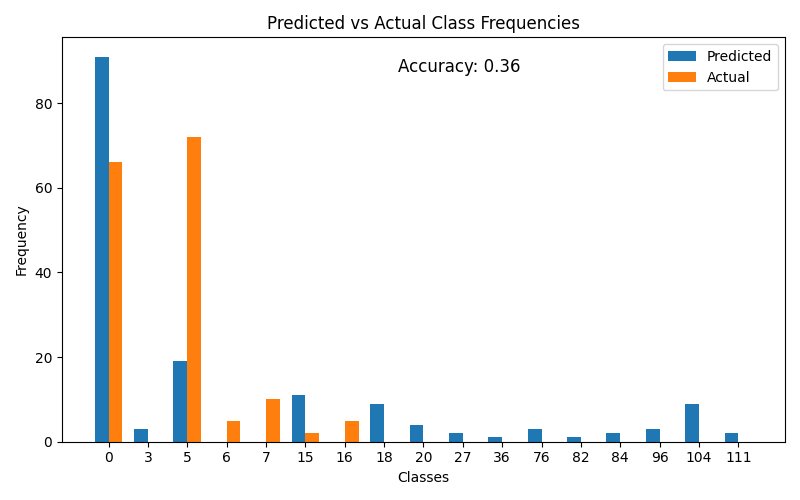 Predicted vs Actual Class Frequencies
Accuracy: 0.36
Predicted
Actual
Frequency
80
60
40
20
0
0 3 5 6 7 15 16 18 20 27 36 76 82 84 96 104 111
Classes